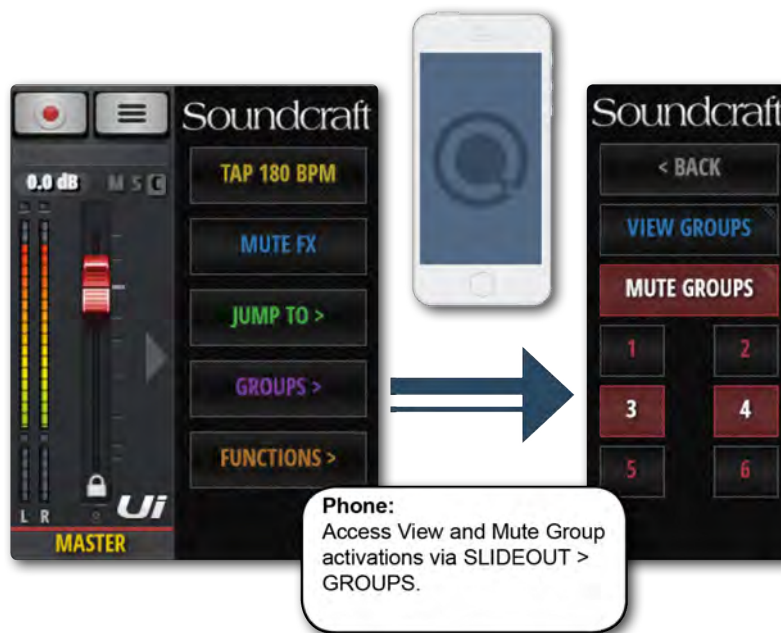 Soundcraft
0.0 dB M S C
TAP 180 BPM
MUTE FX
JUMP TO >
GROUPS >
FUNCTIONS >
L R
Ui
MASTER
Soundcraft
< BACK
VIEW GROUPS
MUTE GROUPS
1 2
3 4
5 6
Phone:
Access View and Mute Group
activations via SLIDEOUT >
GROUPS.